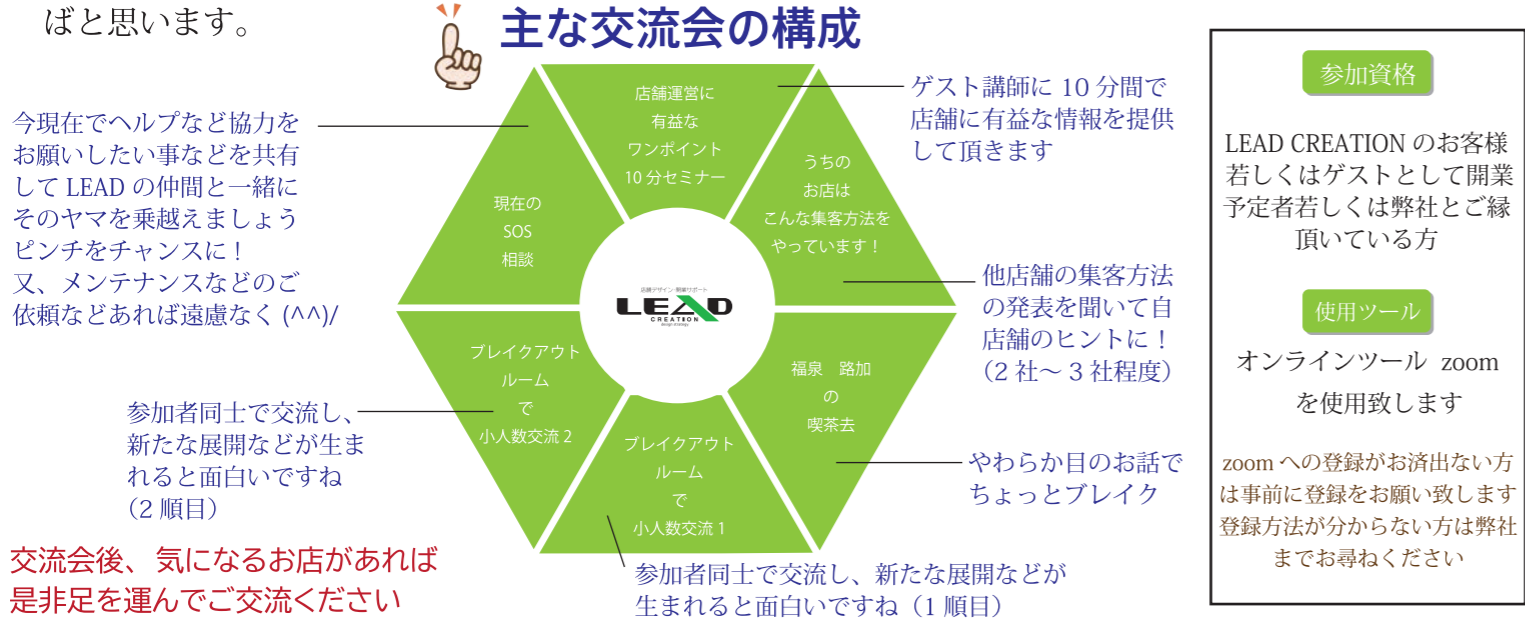 ばと思います。
主な交流会の構成
今現在でヘルプなど協力を
お願いしたい事などを共有
して LEAD の仲間と一緒に
そのヤマを乗越えましょう
ピンチをチャンスに！
又、メンテナンスなどのご
依頼などあれば遠慮なく (^^)/
店舗運営に
有益な
ワンポイント
10 分セミナー
ゲスト講師に 10 分間で
店舗に有益な情報を提供
して頂きます
うちの
お店は
こんな集客方法を
やっています！
他店舗の集客方法
の発表を聞いて自
店舗のヒントに！
（2 社～ 3 社程度）
現在の
SOS
相談
店舗デザイン・開業サポート
LEAD
CREATION
design strategy
福泉　路加
の
喫茶去
やわらか目のお話で
ちょっとブレイク
ブレイクアウト
ルーム
で
小人数交流 2
参加者同士で交流し、
新たな展開などが生ま
れると面白いですね
（2 順目）
ブレイクアウト
ルーム
で
小人数交流 1
参加者同士で交流し、新たな展開などが
生まれると面白いですね（1 順目）
交流会後、気になるお店があれば
是非足を運んでご交流ください
参加資格
LEAD CREATION のお客様
若しくはゲストとして開業
予定者若しくは弊社とご縁
頂いている方
使用ツール
オンラインツール zoom
を使用致します
zoom への登録がお済出ない方
は事前に登録をお願い致します
登録方法が分からない方は弊社
までお尋ねください